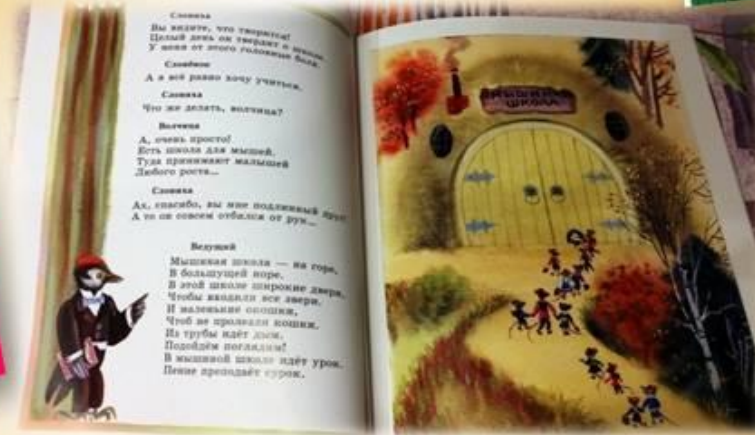 Слониха
Вы видите, что творится!
Целый день он твердит о школе.
У меня от этого головные боли.
Слонёнок
А я всё равно хочу учиться.
Слониха
Что же делать, волчица?
Волчица
А, очень просто!
Есть школа для мышей.
Туда принимают малышей
Любого роста...
Слониха
Ах, спасибо, вы мне подлинный друг!
А то он совсем отбился от рук...
Ведущий
Мышиная школа — на горе,
В большущей норе.
В этой школе широкие двери,
Чтобы входили все звери.
И маленькие окошки,
Чтоб не пролезали кошки.
Из трубы идёт дым.
Подойдём поглядим!
В мышиной школе идёт урок.
Пение преподаёт сурок.
МЫШИНАЯ
ШКОЛА